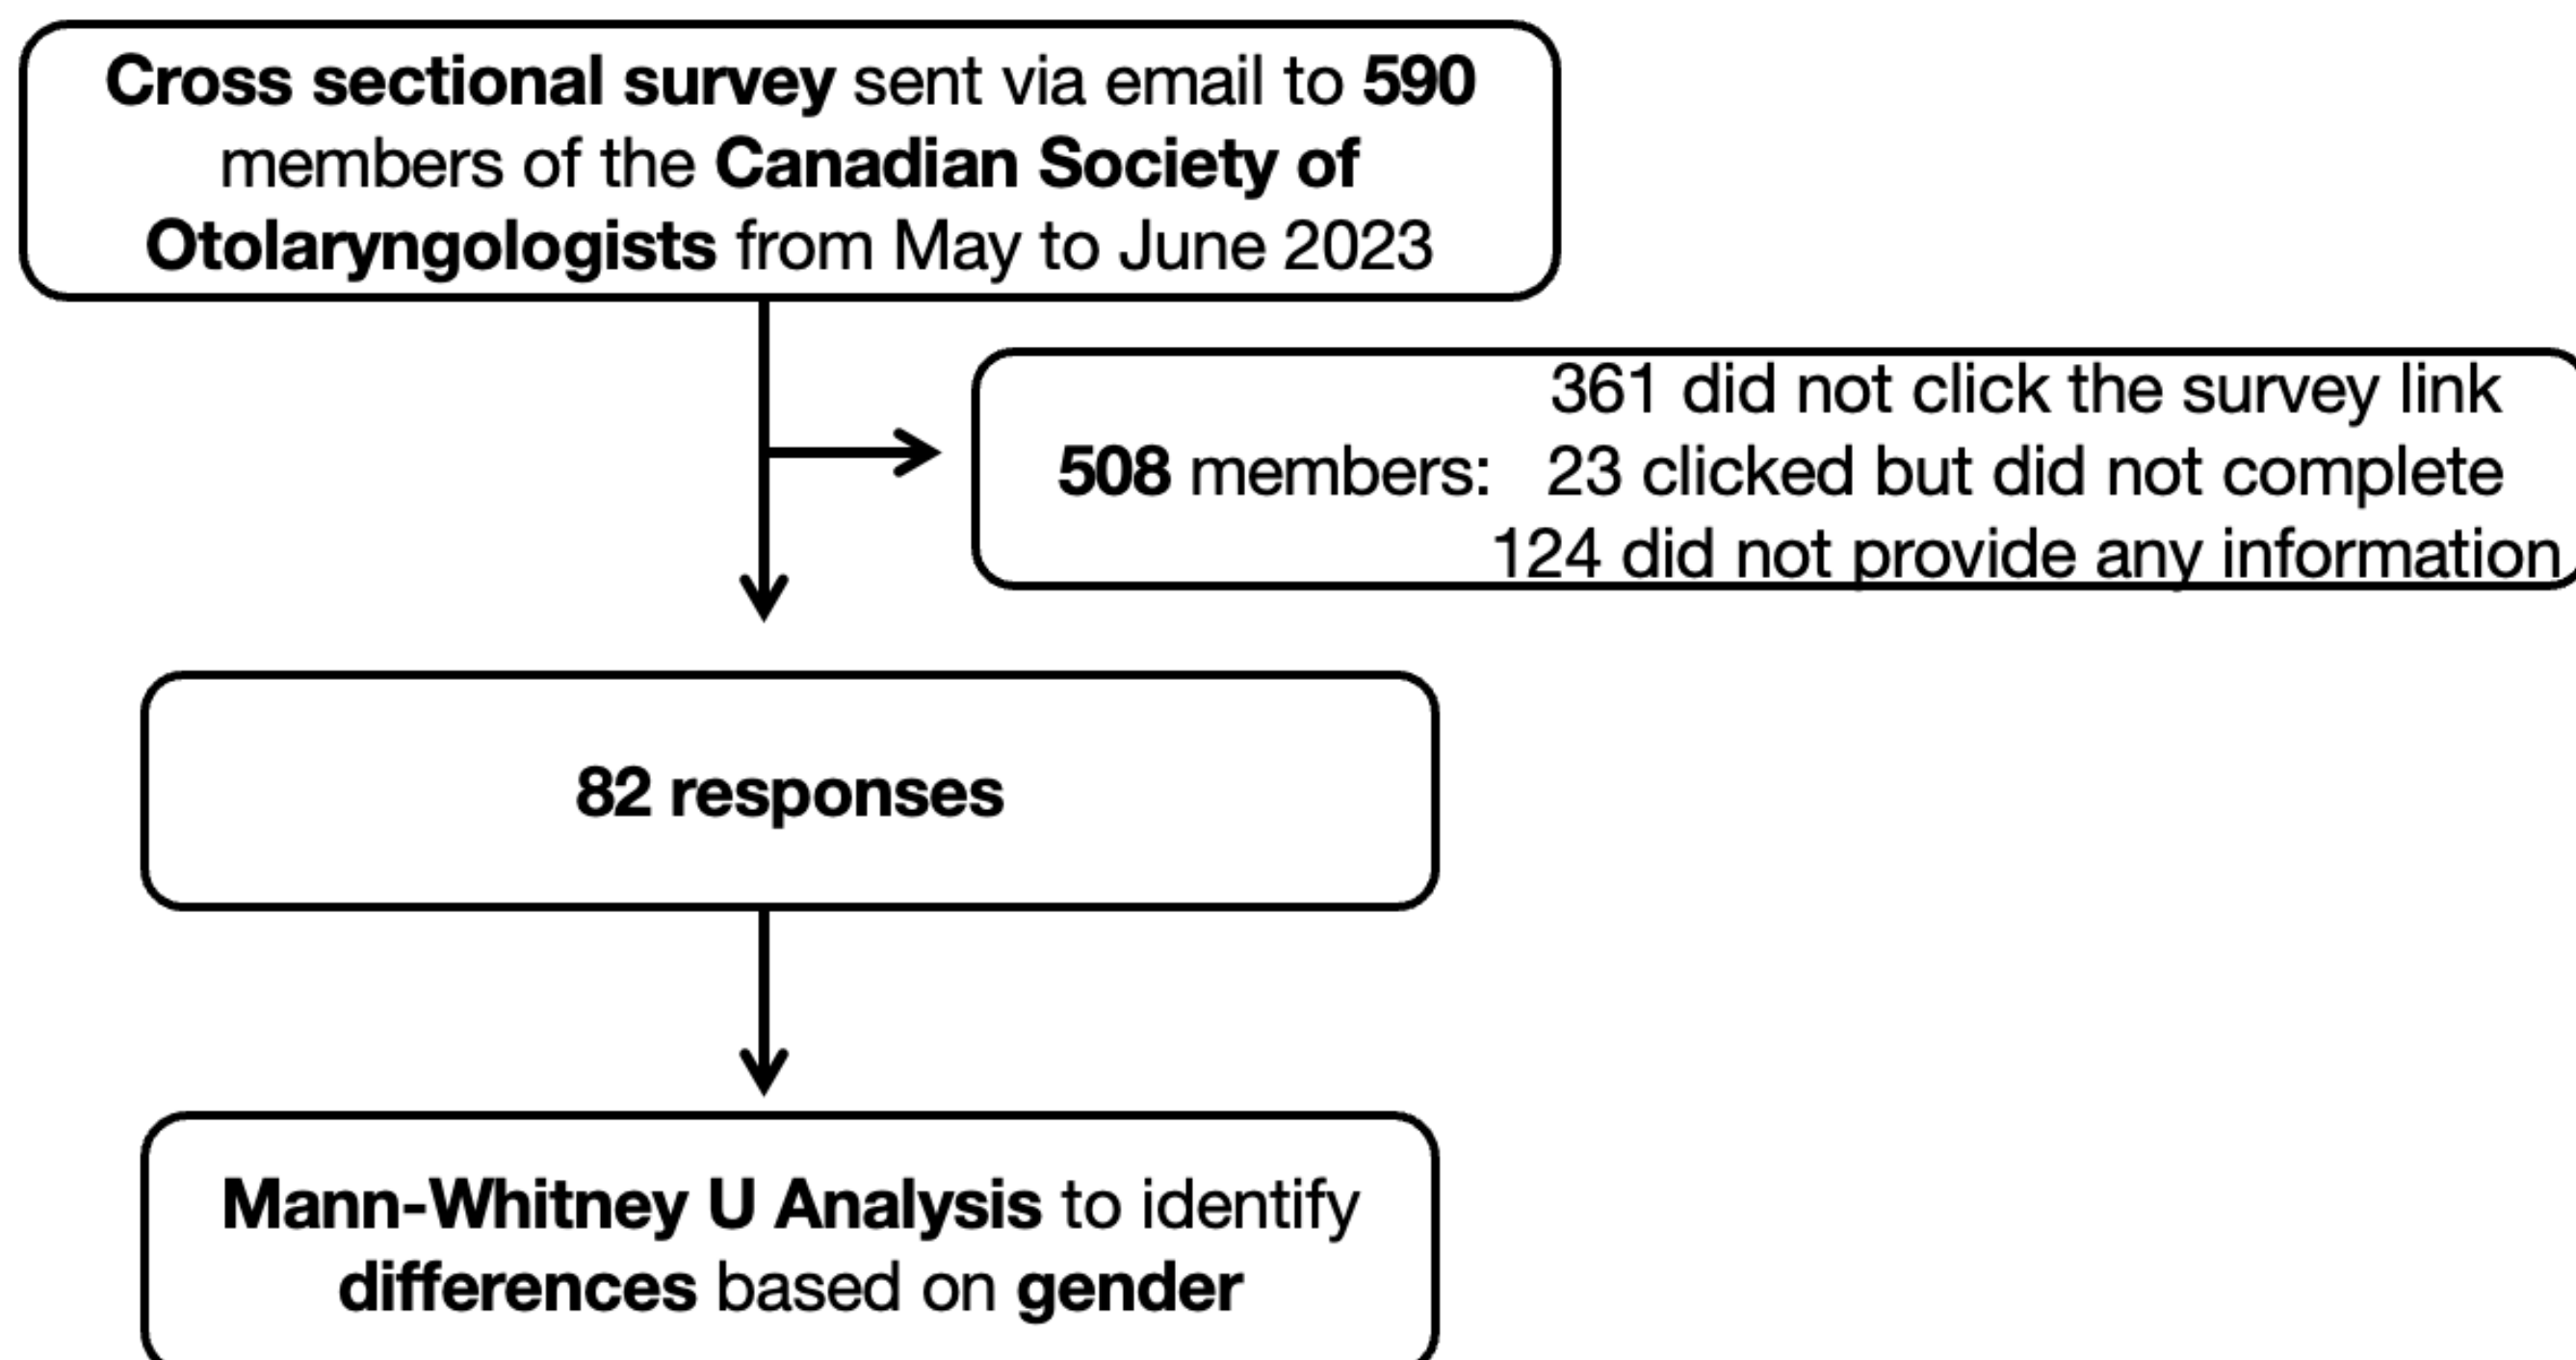 Cross sectional survey sent via email to 590
members of the Canadian Society of
Otolaryngologists from May to June 2023
361 did not click the survey link
508 members: 23 clicked but did not complete
124 did not provide any information
82 responses
Mann-Whitney U Analysis to identify
differences based on gender